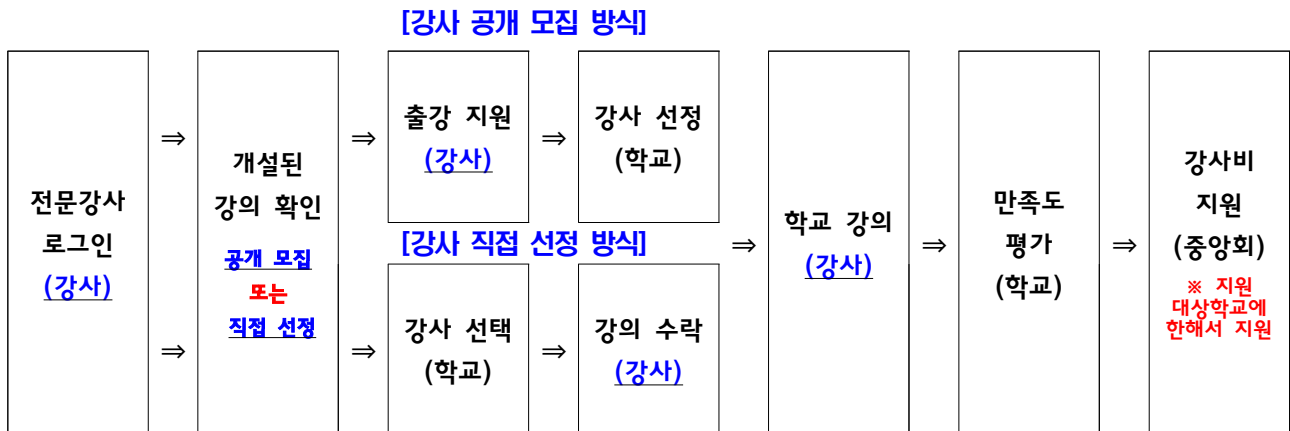 [강사 공개 모집 방식]
전문강사
로그인
(강사)
⇒
⇒
개설된
강의 확인
공개 모집
또는
직접 선정
⇒
출강 지원
(강사)
⇒
강사 선정
(학교)
[강사 직접 선정 방식]
⇒
강사 선택
(학교)
⇒
강의 수락
(강사)
⇒
학교 강의
(강사)
⇒
만족도
평가
(학교)
⇒
강사비
지원
(중앙회)
※ 지원
대상학교에
한해서 지원